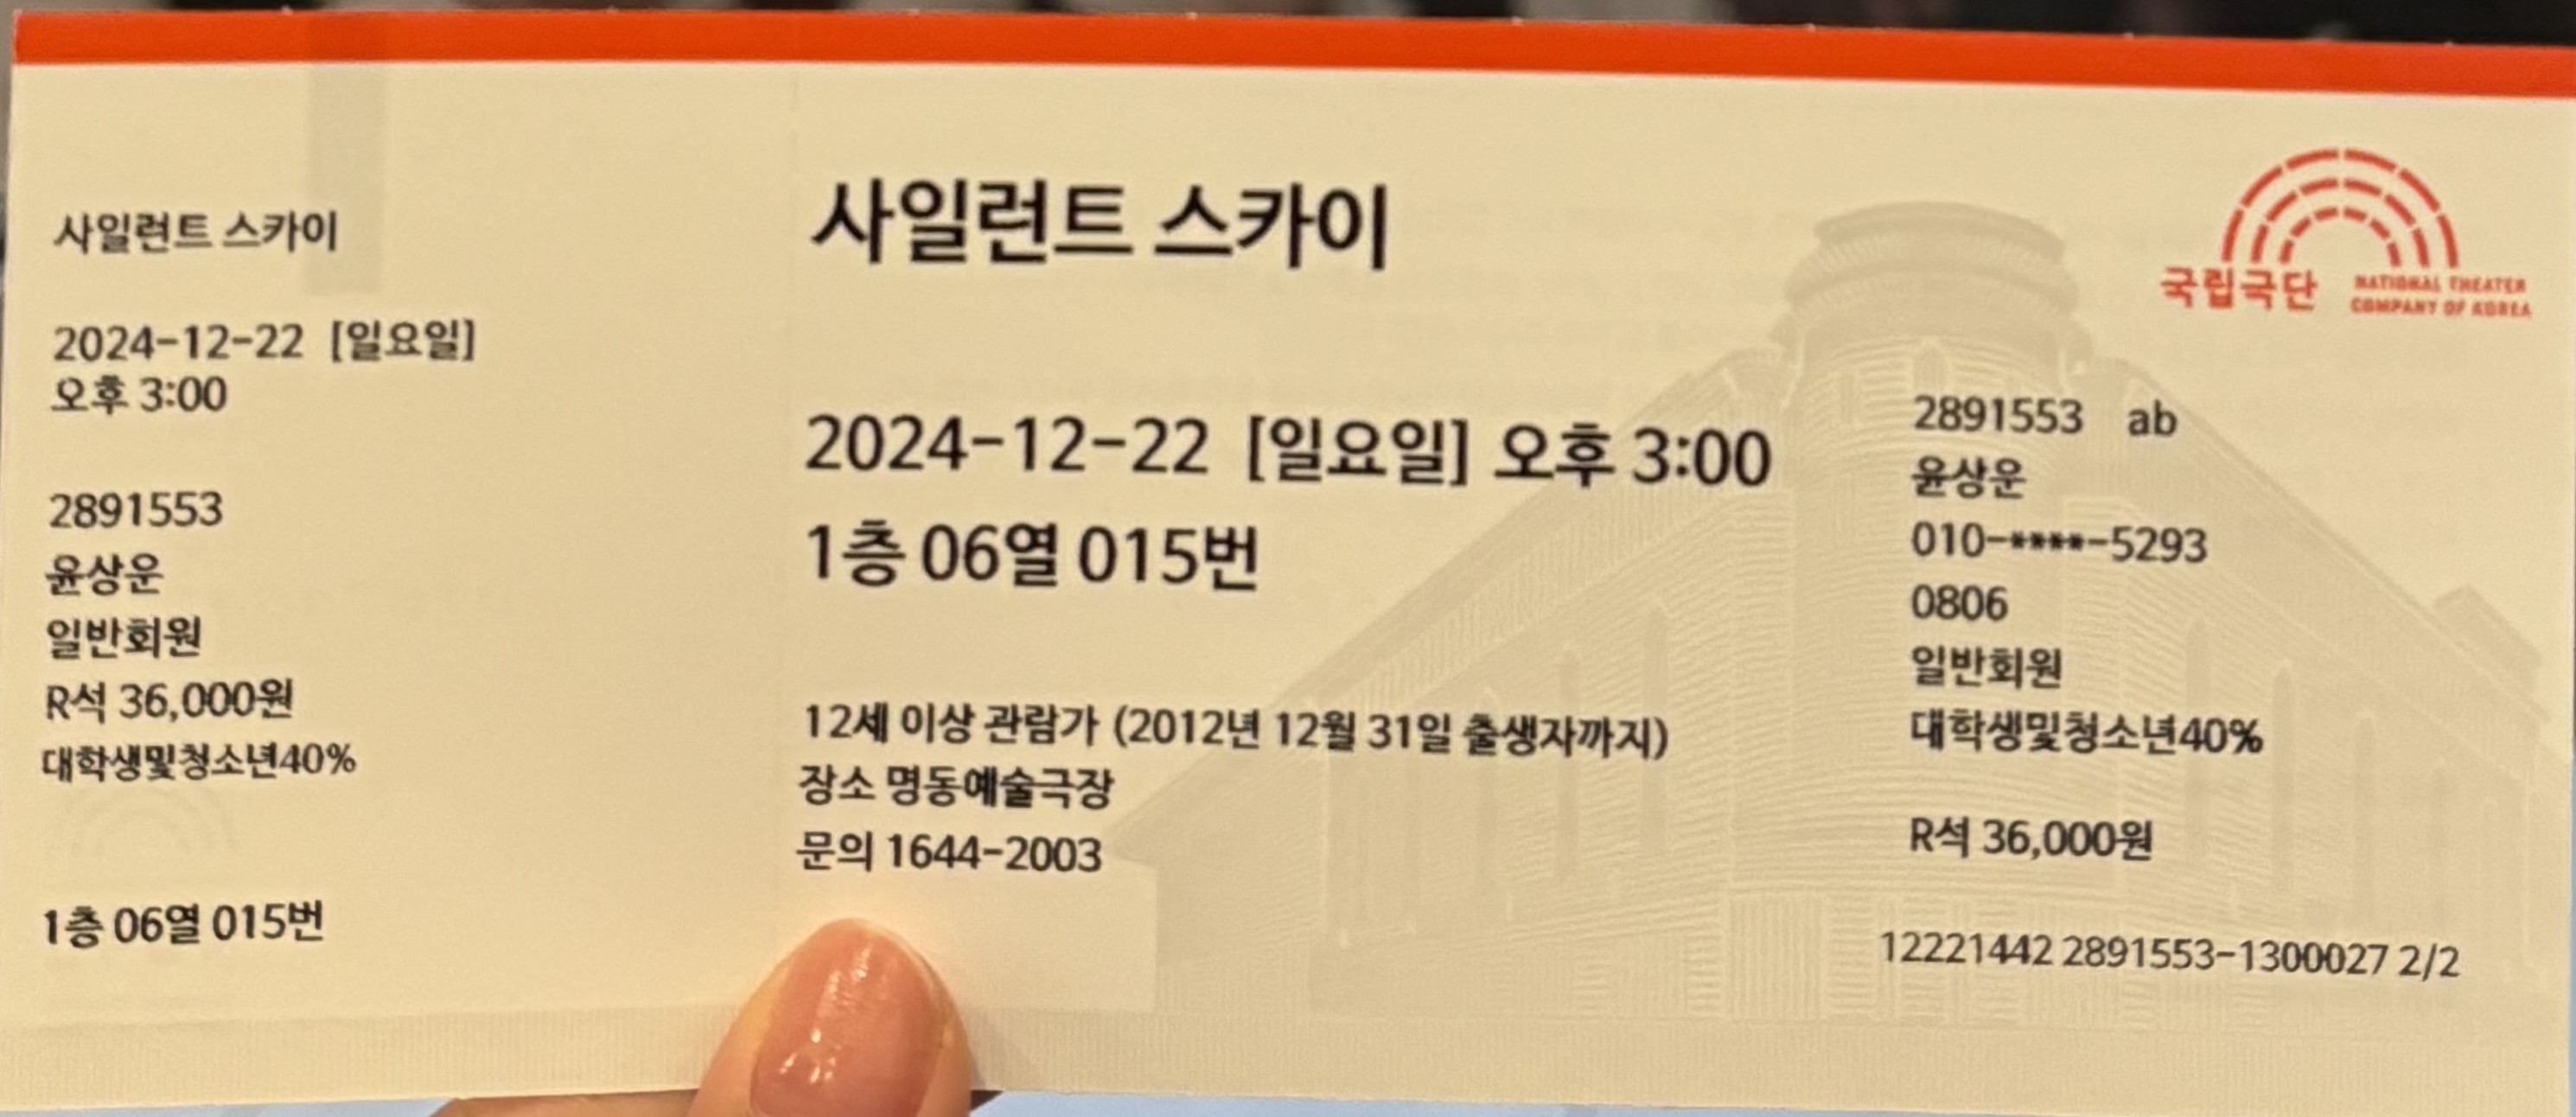 사일런트 스카이
2024-12-22 [일요일]
오후 3:00
2891553
윤상운
일반회원
R석 36,000원
대학생및청소년40%
1층 06열 015번
사일런트 스카이
2024-12-22 [일요일] 오후 3:00
1층 06열 015번
12세 이상 관람가 (2012년 12월 31일 출생자까지)
장소 명동예술극장
문의 1644-2003
국립극단
NATIONAL THEATER
COMPANY OF KOREA
2891553 ab
윤상운
010-****-5293
0806
일반회원
대학생및청소년40%
R석 36,000원
12221442 2891553-1300027 2/2